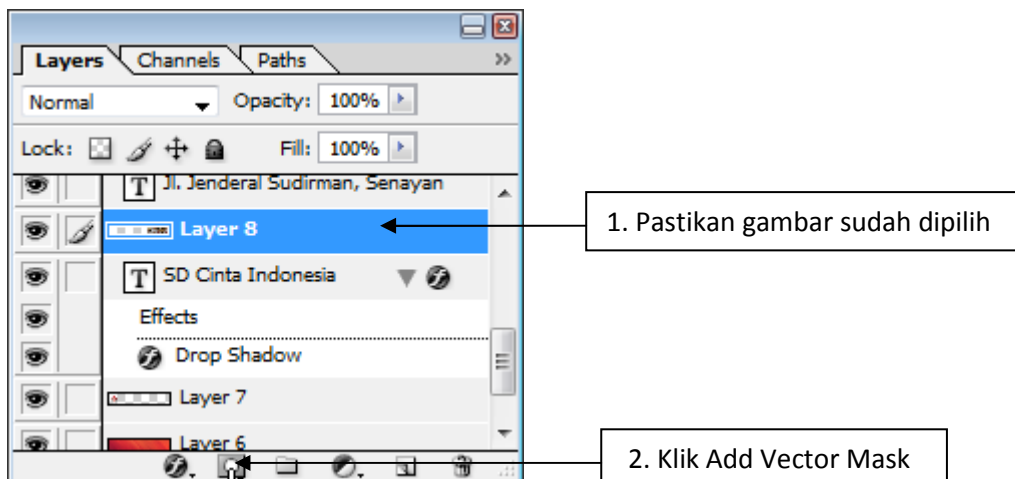 Layers Channels Paths
Normal Opacity: 100%
Lock: Fill: 100%
Jl. Jenderal Sudirman, Senayan
Layer 8
1. Pastikan gambar sudah dipilih
SD Cinta Indonesia
Effects
Drop Shadow
Layer 7
Layer 6
2. Klik Add Vector Mask